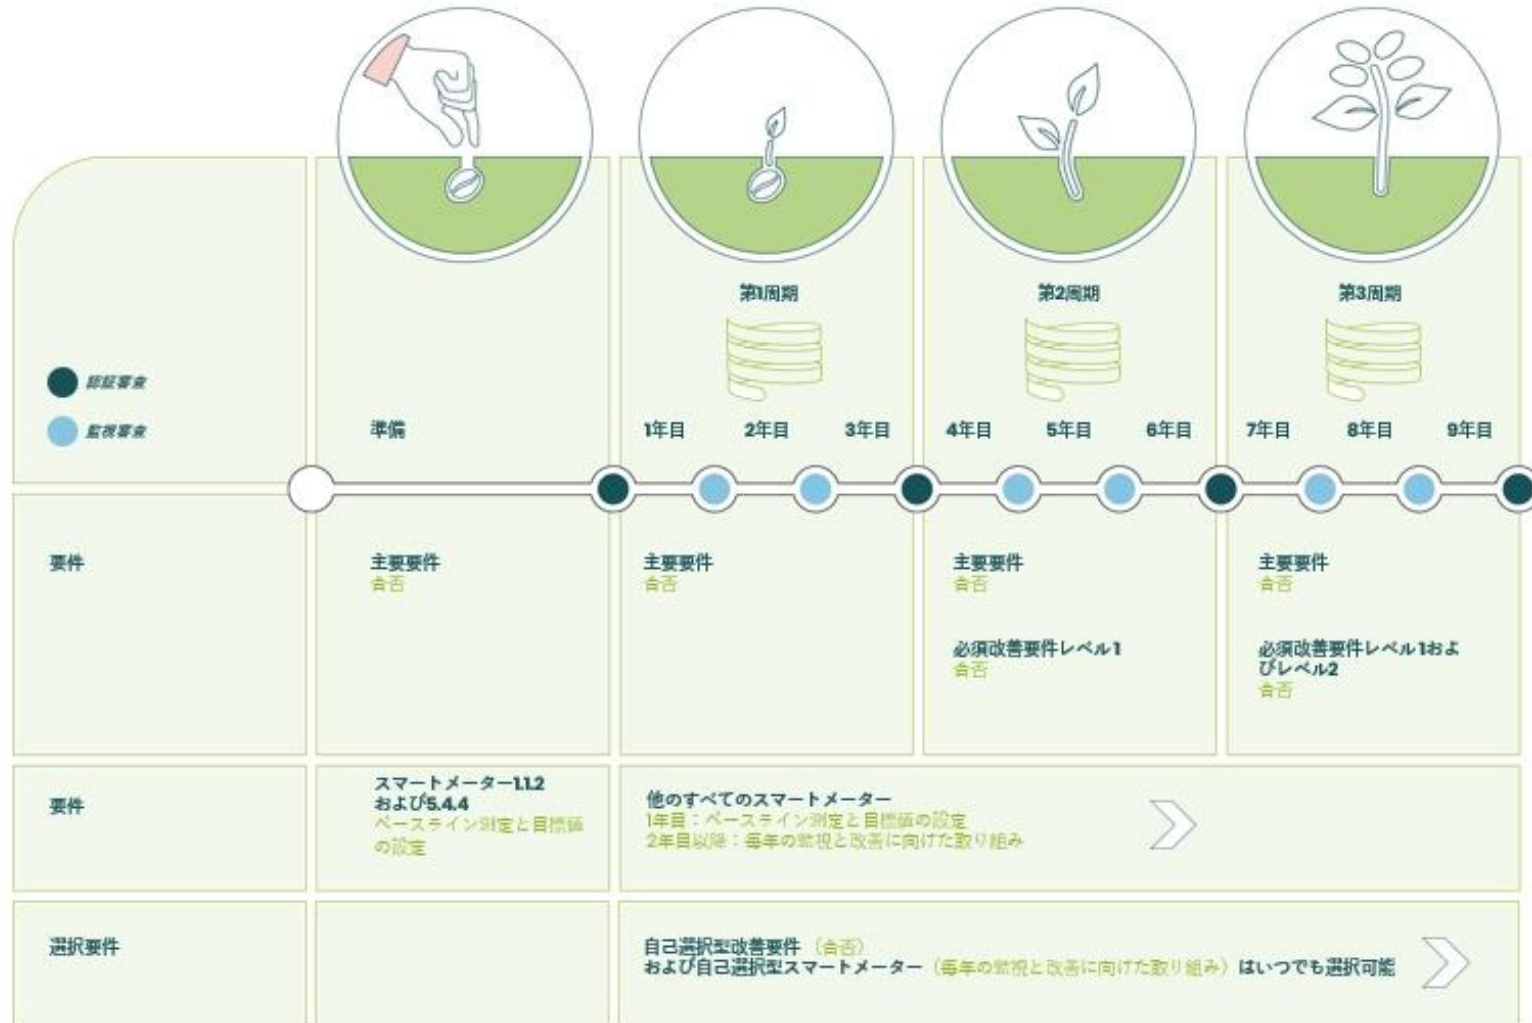 第1周期
第2周期
第3周期
認証審査
監視審査
準備
1年目
2年目
3年目
4年目
5年目
6年目
7年目
8年目
9年目
要件
主要要件
合否
主要要件
合否
主要要件
合否
必須改善要件レベル1
合否
主要要件
合否
必須改善要件レベル1およ
びレベル2
合否
要件
スマートメーター1.1.2
および5.4.4
ベースライン測定と目標値
の設定
他のすべてのスマートメーター
1年目：ベースライン測定と目標値の設定
2年目以降：毎年の監視と改善に向けた取り組み
選択要件
自己選択型改善要件（合否）
および自己選択型スマートメーター（毎年の監視と改善に向けた取り組み）はいつでも選択可能